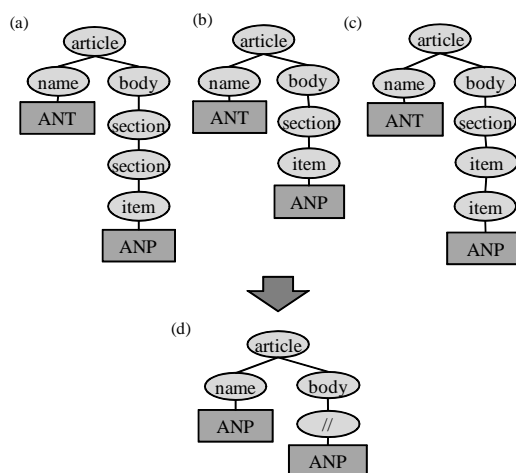 (a)
article
name
body
ANT
section
section
item
ANP
(b)
article
name
body
ANT
section
item
ANP
(c)
article
name
body
ANT
section
item
item
ANP
(d)
article
name
body
ANP
//
ANP